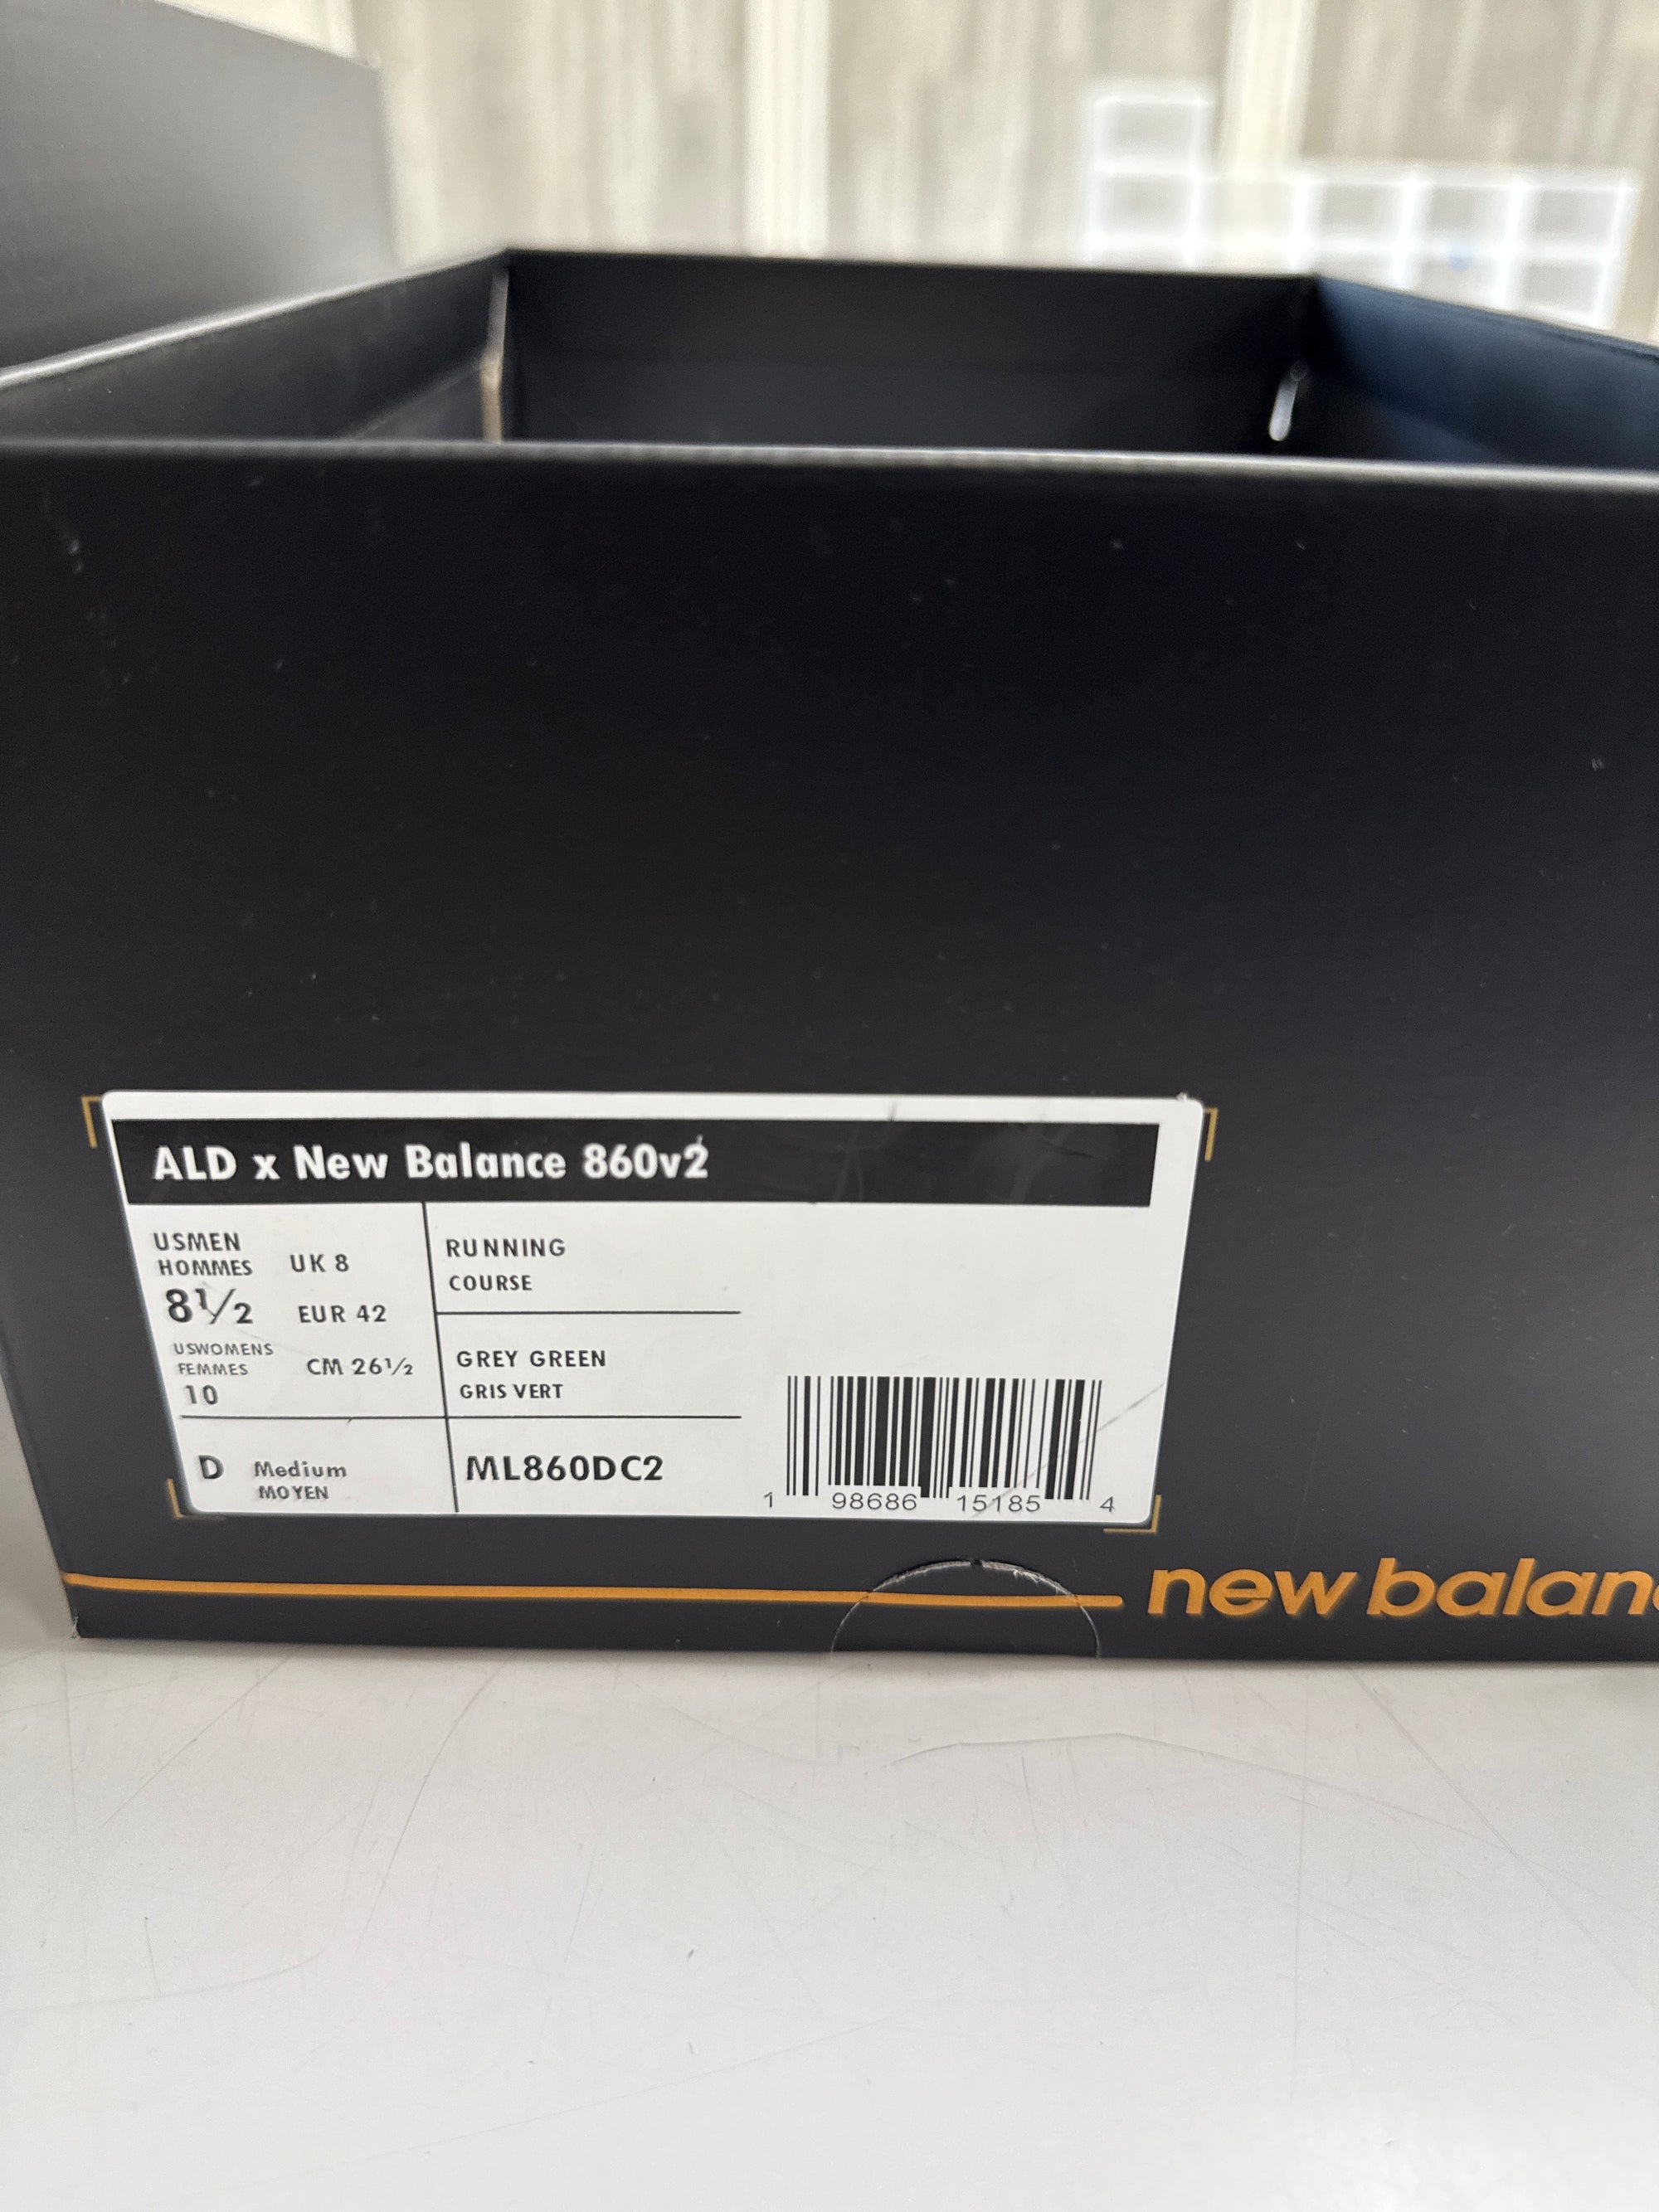 ALD x New Balance 860v2
USMEN
HOMMES
8½
UK 8
EUR 42
USWOMENS
FEMMES
10
CM 26½
RUNNING
COURSE
GREY GREEN
GRIS VERT
D Medium
MOYEN
ML860DC2
1 98686 15185 4
new balan